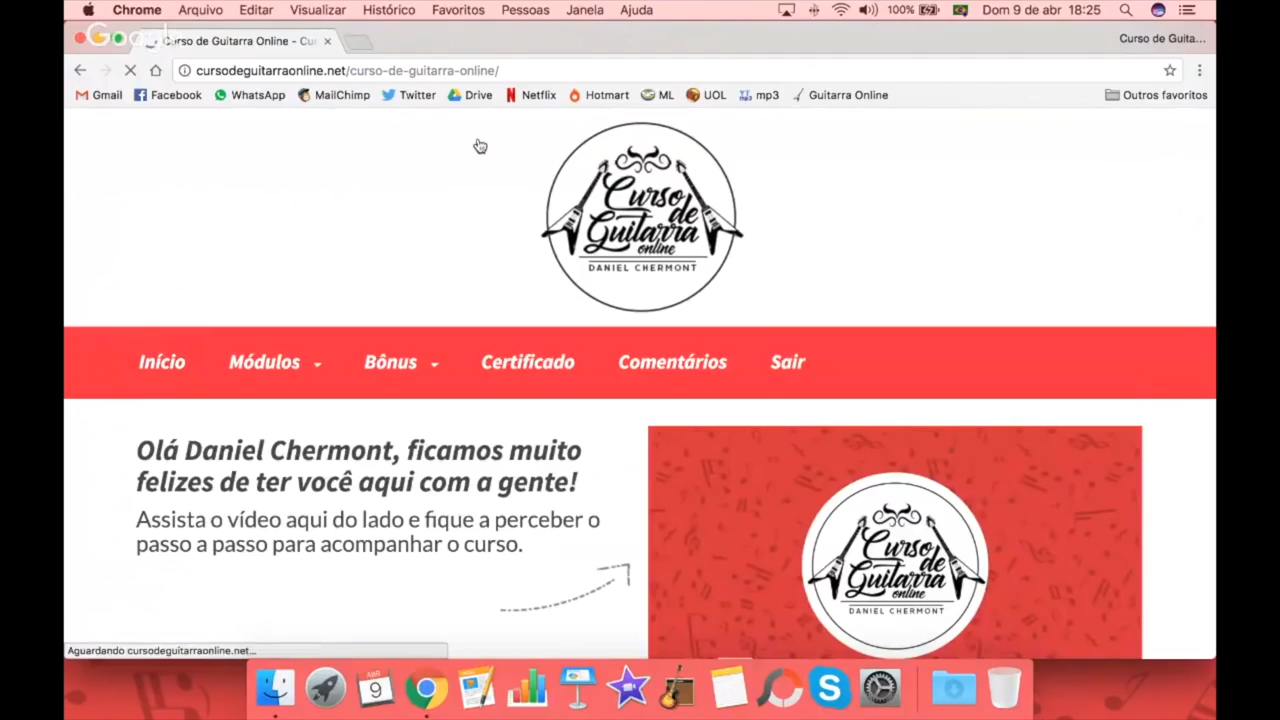 Chrome Arquivo Editar Visualizar Histórico Favoritos Pessoas Janela Ajuda 100% Dom 9 de abr 18:25
Google
Curso de Guitarra Online - Cu
Curso de Guita...
cursodeguitarraonline.net/curso-de-guitarra-online/
Gmail Facebook WhatsApp MailChimp Twitter Drive Netflix Hotmart ML UOL mp3 Guitarra Online Outros favoritos
Curso
de
Guitarra
online
DANIEL CHERMONT
Início Módulos Bônus Certificado Comentários Sair
Olá Daniel Chermont, ficamos muito
felizes de ter você aqui com a gente!
Assista o vídeo aqui do lado e fique a perceber o
passo a passo para acompanhar o curso.
Curso
de
Guitarra
online
DANIEL CHERMONT
Aguardando cursodeguitarraonline.net...
ABR
9